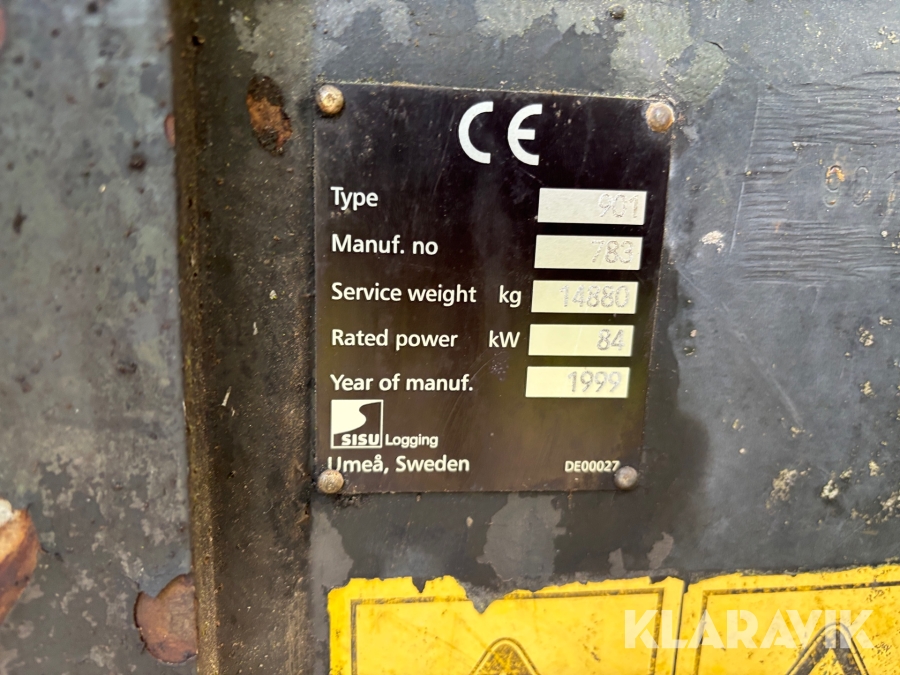 CE
Type 901
Manuf. no 783
Service weight kg 14880
Rated power kW 84
Year of manuf. 1999
SISU Logging
Umeå, Sweden DE00027
KLARAVIK